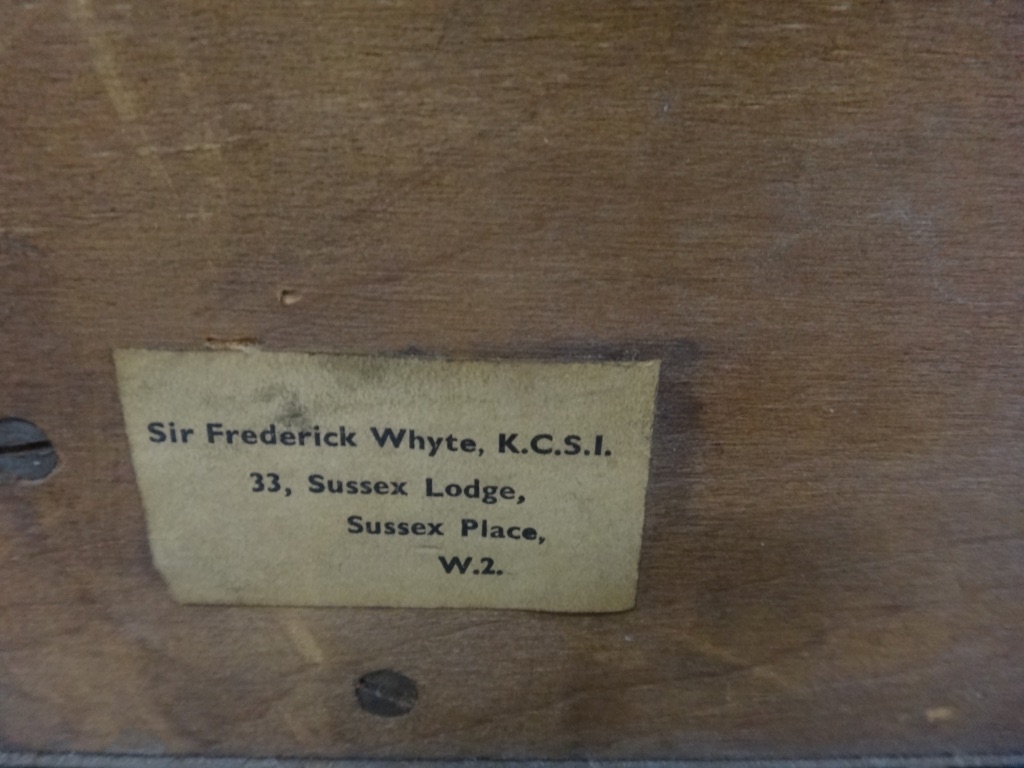 Sir Frederick Whyte, K.C.S.I.
33, Sussex Lodge,
Sussex Place,
W.2.